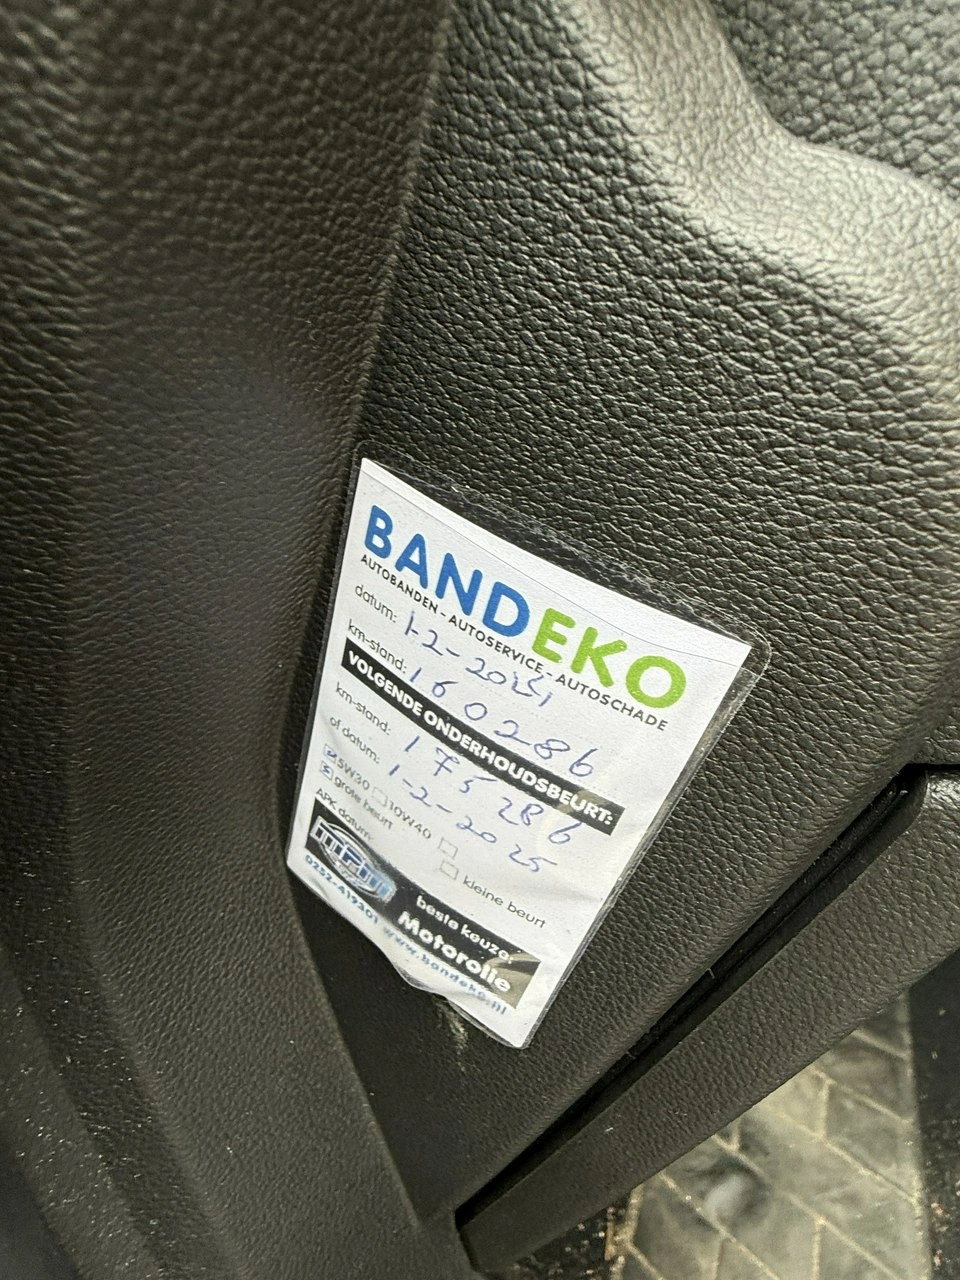 BANDEKO
AUTOBANDEN - AUTOSERVICE - AUTOSCHADE
datum: 1-2-2024
km-stand: 160286
VOLGENDE ONDERHOUDSBEURT:
km-stand: 175286
of datum: 1-2-2025
5W30 10W40
grote beurt kleine beurt
APK datum:
beste keuze:
Motorolie
0252-419301 www.bandeko.nl